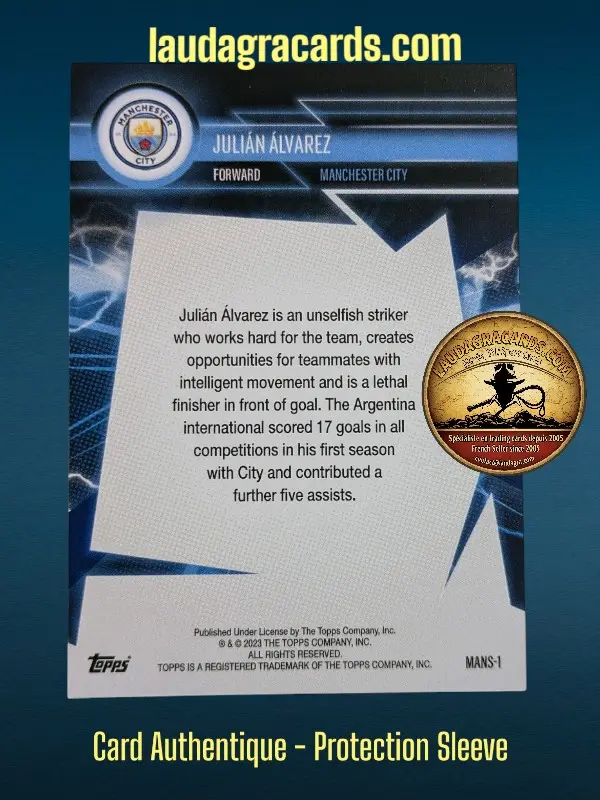 laudagracards.com
MANCHESTER
CITY
JULIÁN ÁLVAREZ
FORWARD MANCHESTER CITY
Julián Álvarez is an unselfish striker
who works hard for the team, creates
opportunities for teammates with
intelligent movement and is a lethal
finisher in front of goal. The Argentina
international scored 17 goals in all
competitions in his first season
with City and contributed a
further five assists.
LAUDAGRACARDS.COM
Spécialiste en trading cards depuis 2005
French Seller since 2005
Published Under License by The Topps Company, Inc.
® & © 2023 THE TOPPS COMPANY, INC.
ALL RIGHTS RESERVED.
TOPPS IS A REGISTERED TRADEMARK OF THE TOPPS COMPANY, INC.
Topps
MANS-1
Card Authentique - Protection Sleeve